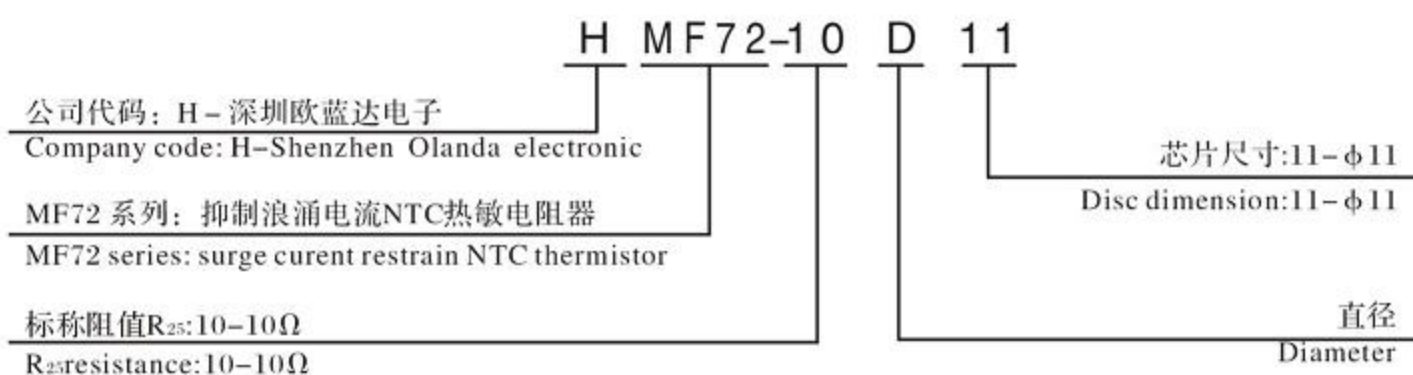 H MF72-10 D 11
公司代码：H-深圳欧蓝达电子
Company code: H-Shenzhen Olanda electronic
芯片尺寸:11-φ11
Disc dimension:11-φ11
MF72 系列：抑制浪涌电流NTC热敏电阻器
MF72 series: surge curent restrain NTC thermistor
标称阻值R25:10-10Ω
R25resistance:10-10Ω
直径
Diameter